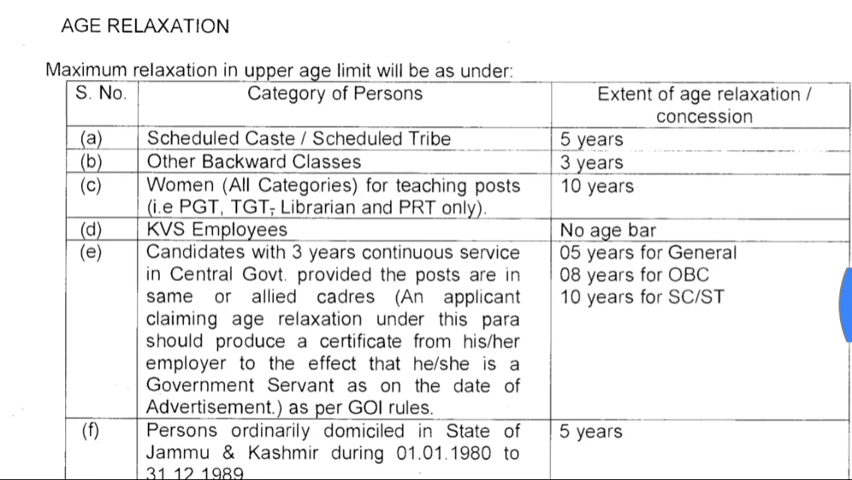 AGE RELAXATION
Maximum relaxation in upper age limit will be as under:
S. No. Category of Persons Extent of age relaxation /
concession
(a) Scheduled Caste / Scheduled Tribe 5 years
(b) Other Backward Classes 3 years
(c) Women (All Categories) for teaching posts 10 years
(i.e PGT, TGT, Librarian and PRT only).
(d) KVS Employees No age bar
(e) Candidates with 3 years continuous service 05 years for General
in Central Govt. provided the posts are in 08 years for OBC
same or allied cadres (An applicant 10 years for SC/ST
claiming age relaxation under this para
should produce a certificate from his/her
employer to the effect that he/she is a
Government Servant as on the date of
Advertisement.) as per GOI rules.
(f) Persons ordinarily domiciled in State of 5 years
Jammu & Kashmir during 01.01.1980 to
31.12.1989